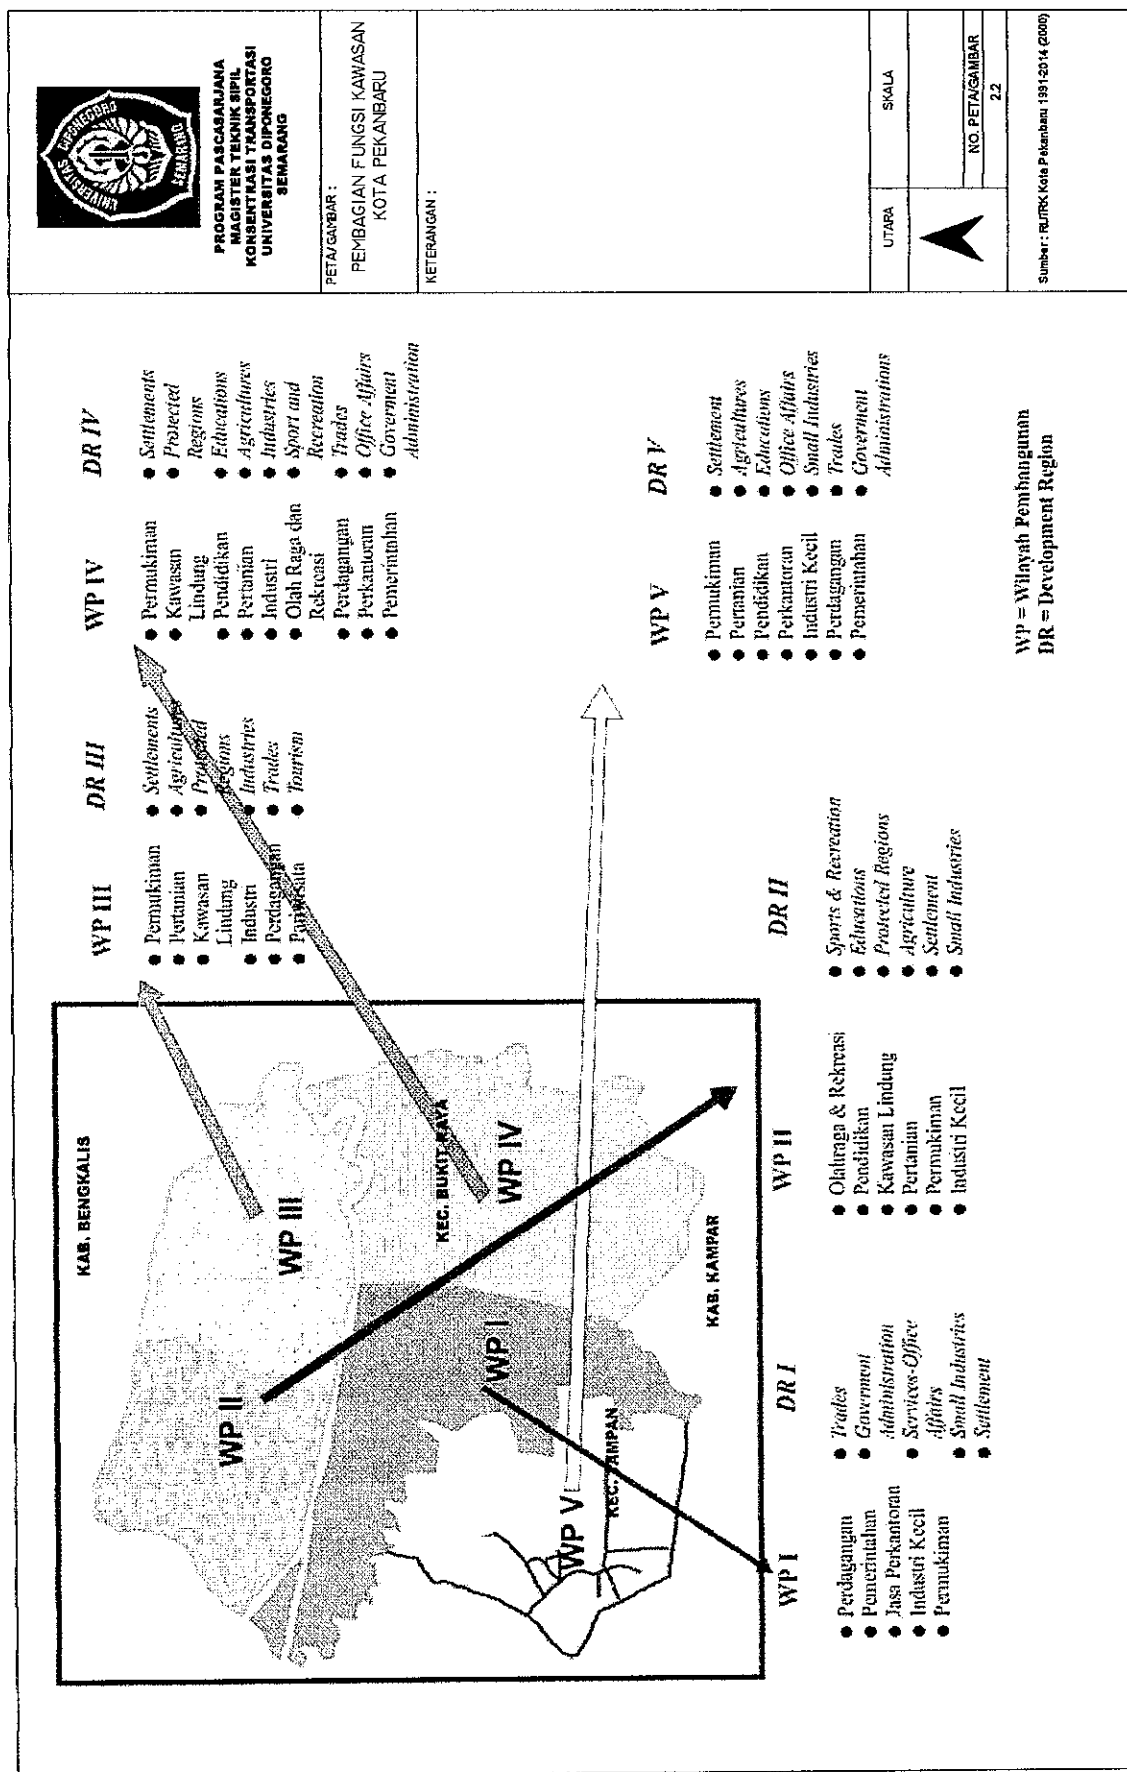 KAB. BENGKALIS
WP II
WP III
KEC. BUKIT RAYA
WP IV
WP I
WP V
KEC. TAMPAN
KAB. KAMPAR
WP III
● Permukiman
● Pertanian
● Kawasan
Lindung
● Industri
● Perdagangan
● Pariwisata
DR III
● Settlements
● Agricultures
● Protected
Regions
● Industries
● Trades
● Tourism
WP IV
● Permukiman
● Kawasan
Lindung
● Pendidikan
● Pertanian
● Industri
● Olah Raga dan
Rekreasi
● Perdagangan
● Perkantoran
● Pemerintahan
DR IV
● Settlements
● Protected
Regions
● Educations
● Agricultures
● Industries
● Sport and
Recreation
● Trades
● Office Affairs
● Goverment
Administration
WP V
● Permukiman
● Pertanian
● Pendidikan
● Perkantoran
● Industri Kecil
● Perdagangan
● Pemerintahan
DR V
● Settlement
● Agricultures
● Educations
● Office Affairs
● Small Industries
● Trades
● Goverment
Administrations
WP I
● Perdagangan
● Pemerintahan
● Jasa Perkantoran
● Industri Kecil
● Permukiman
DR I
● Trades
● Goverment
Administration
● Services-Office
Affairs
● Small Industries
● Settlement
WP II
● Olahraga & Rekreasi
● Pendidikan
● Kawasan Lindung
● Pertanian
● Permukiman
● Industri Kecil
DR II
● Sports & Recreation
● Educations
● Protected Regions
● Agriculture
● Settlement
● Small Industries
WP = Wilayah Pembangunan
DR = Development Region
UNIVERSITAS DIPONEGORO
SEMARANG
PROGRAM PASCASARJANA
MAGISTER TEKNIK SIPIL
KONSENTRASI TRANSPORTASI
UNIVERSITAS DIPONEGORO
SEMARANG
PETA/GAMBAR :
PEMBAGIAN FUNGSI KAWASAN
KOTA PEKANBARU
KETERANGAN :
UTARA
SKALA
NO. PETA/GAMBAR
2.2
Sumber : RUTRK Kota Pekanbaru 1991-2014 (2000)